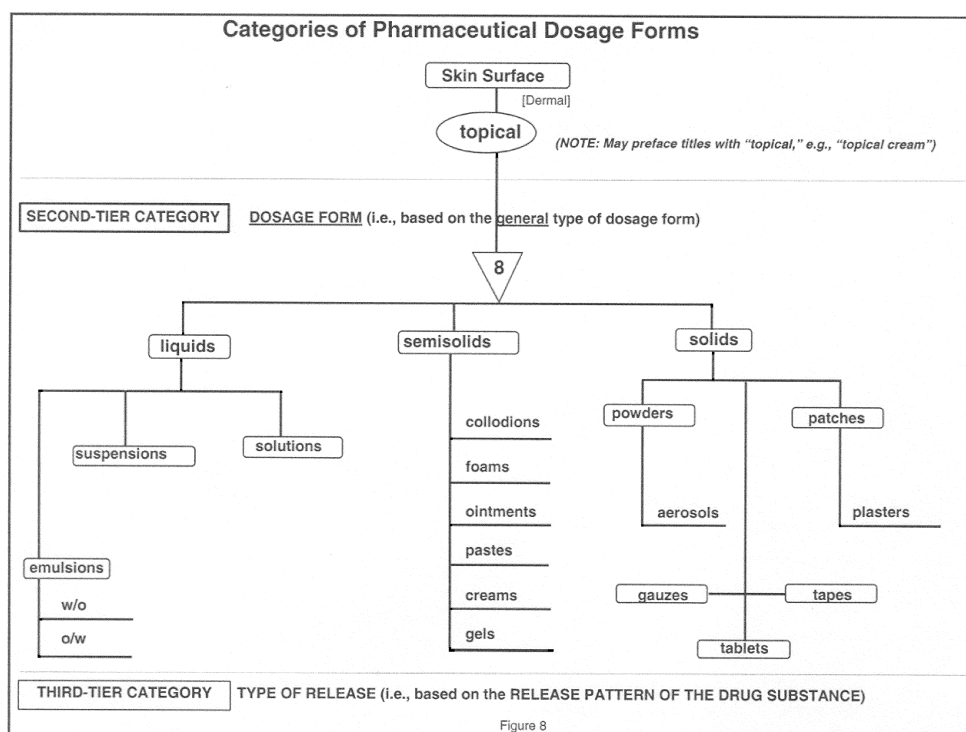 Categories of Pharmaceutical Dosage Forms
Skin Surface
[Dermal]
topical
(NOTE: May preface titles with “topical,” e.g., “topical cream”)
SECOND-TIER CATEGORY DOSAGE FORM (i.e., based on the general type of dosage form)
8
liquids
semisolids
solids
suspensions
solutions
emulsions
w/o
o/w
collodions
foams
ointments
pastes
creams
gels
powders
patches
aerosols
plasters
gauzes
tapes
tablets
THIRD-TIER CATEGORY TYPE OF RELEASE (i.e., based on the RELEASE PATTERN OF THE DRUG SUBSTANCE)
Figure 8